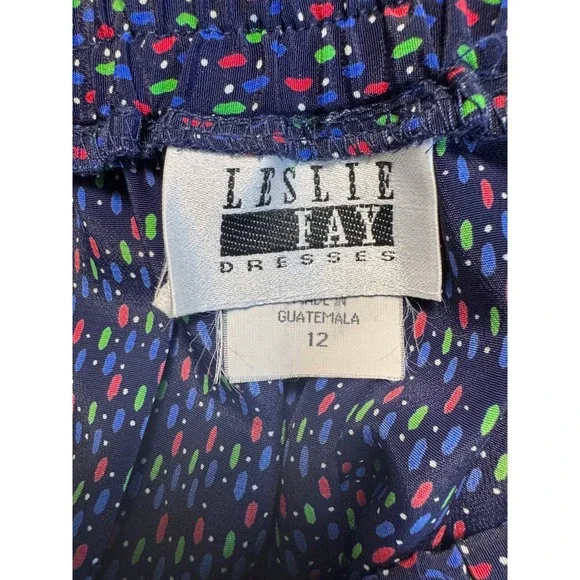 LESLIE
FAY
DRESSES
MADE IN
GUATEMALA
12